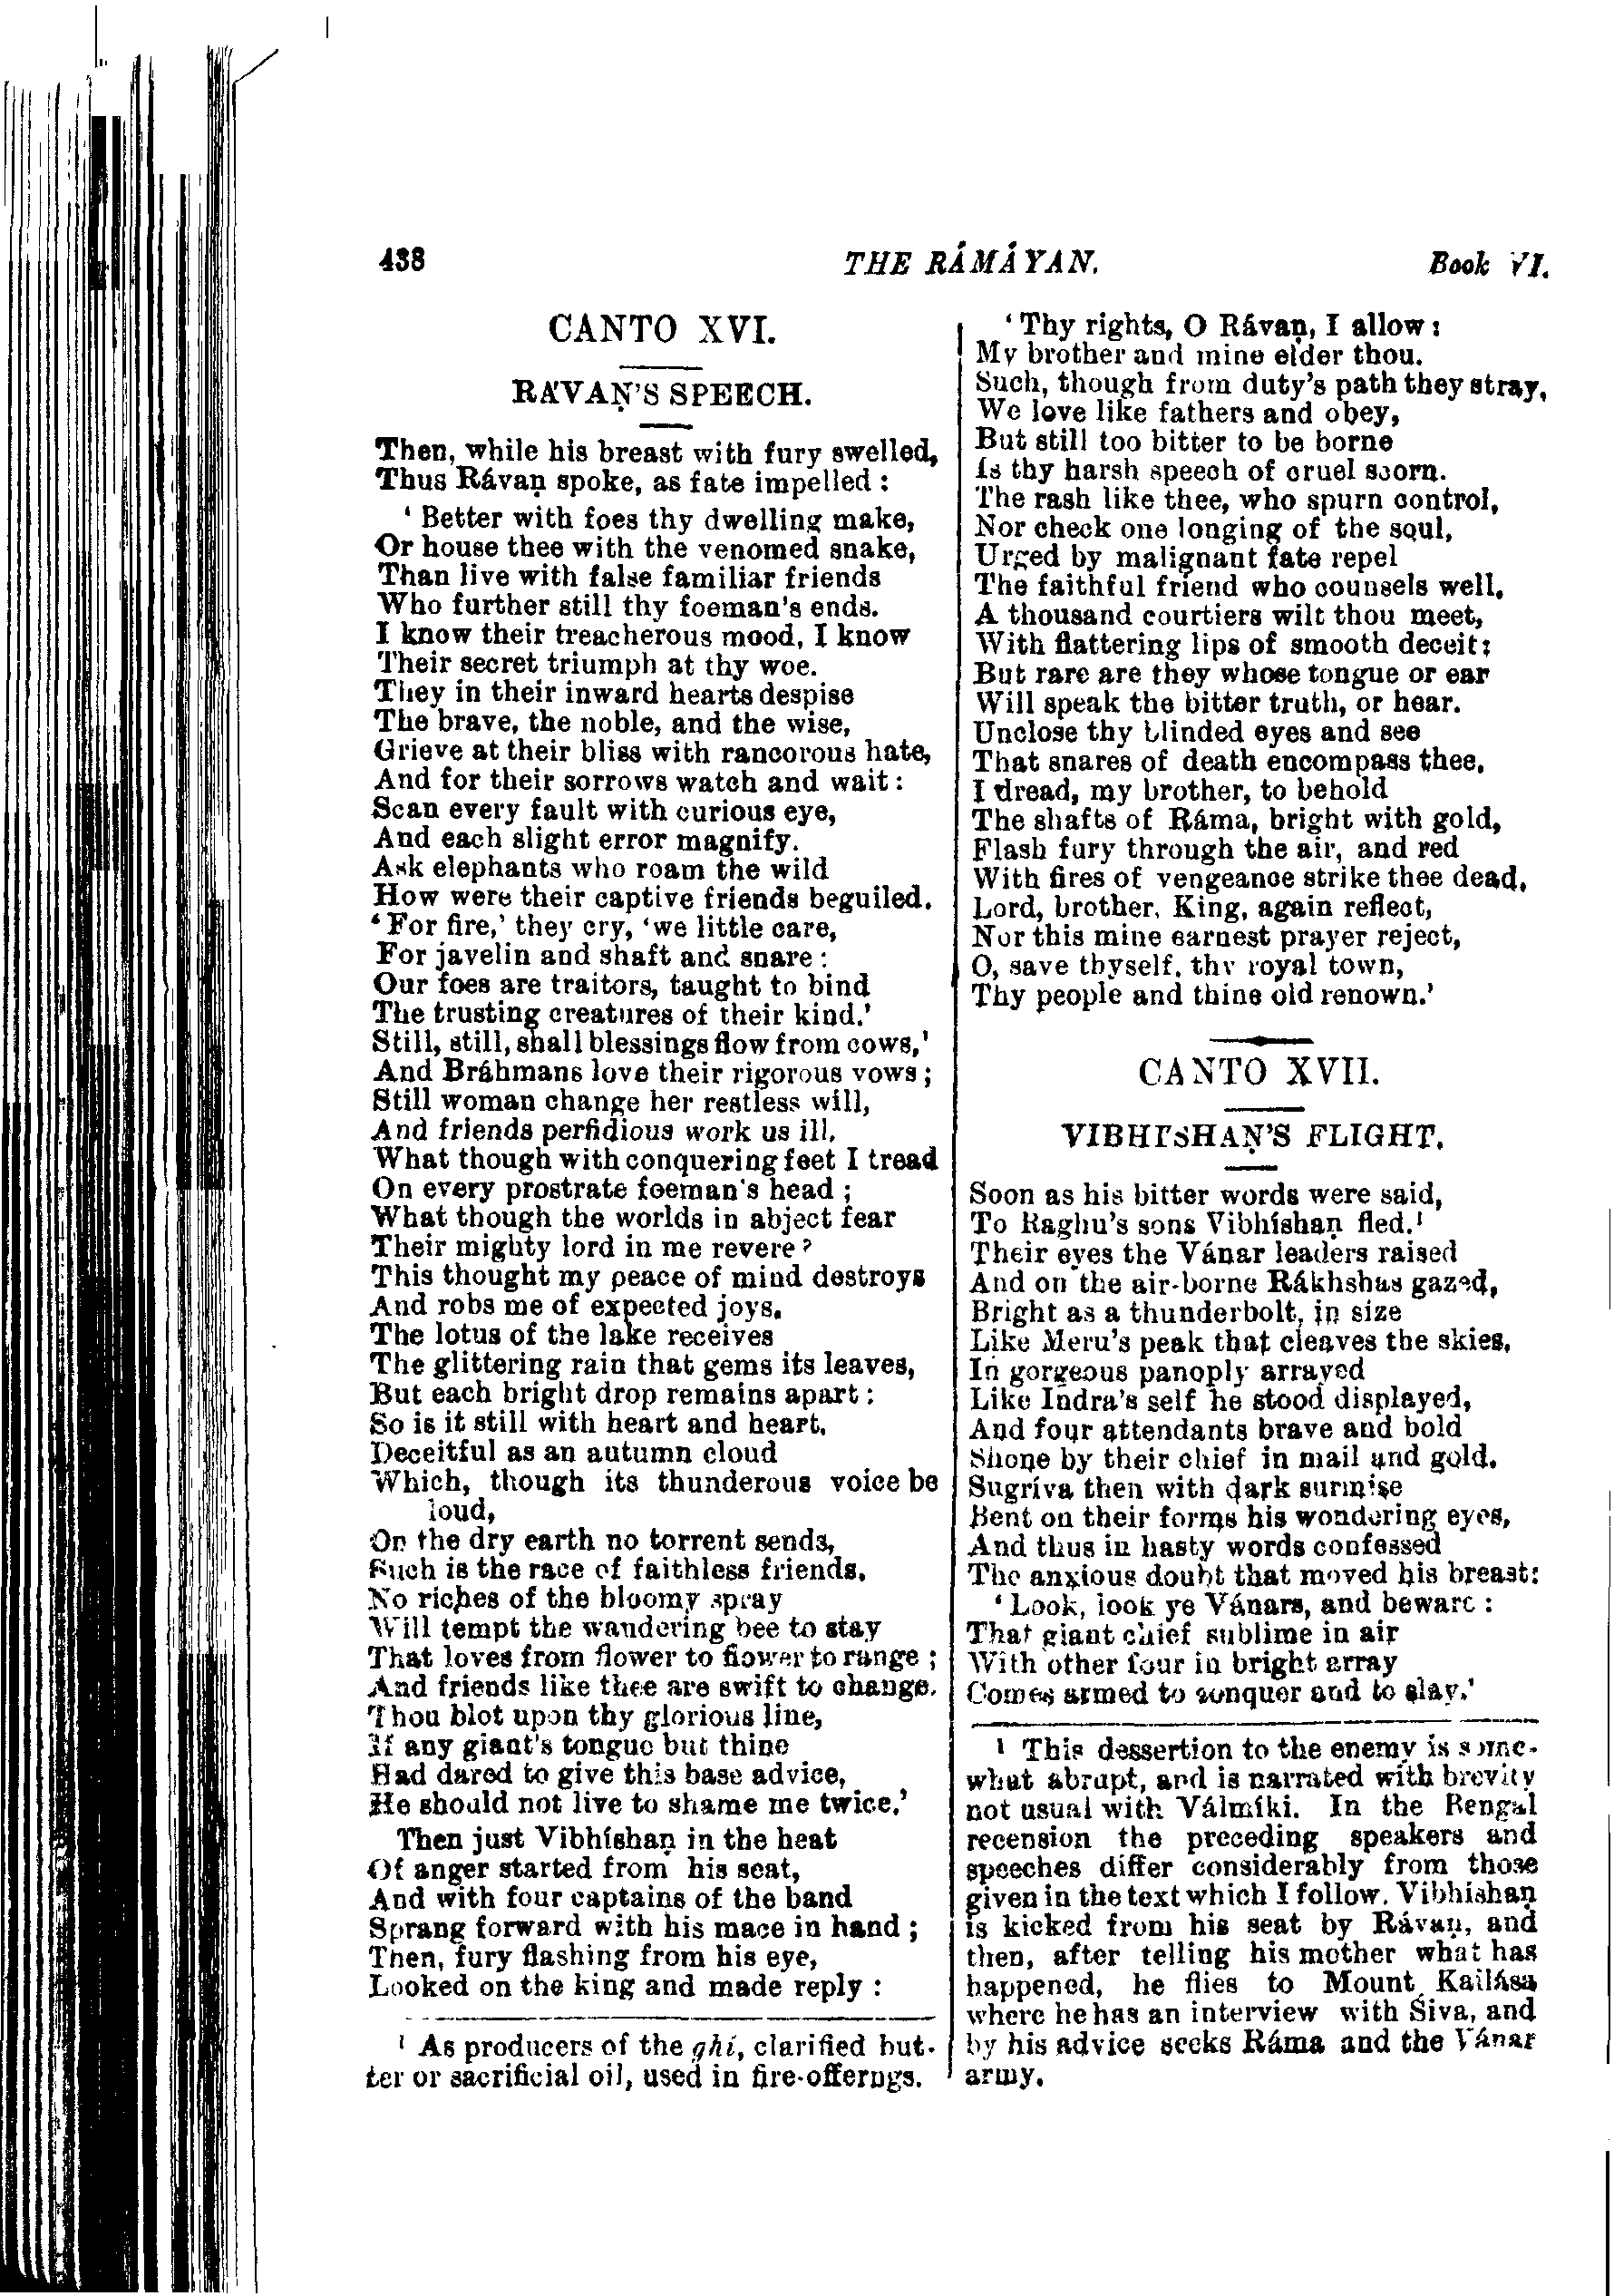 438 THE RÁMÁYAN. Book VI.
CANTO XVI.
RÁVAṆ'S SPEECH.
Then, while his breast with fury swelled,
Thus Rávaṇ spoke, as fate impelled :
‘ Better with foes thy dwelling make,
Or house thee with the venomed snake,
Than live with false familiar friends
Who further still thy foeman's ends.
I know their treacherous mood, I know
Their secret triumph at thy woe.
They in their inward hearts despise
The brave, the noble, and the wise,
Grieve at their bliss with rancorous hate,
And for their sorrows watch and wait :
Scan every fault with curious eye,
And each slight error magnify.
Ask elephants who roam the wild
How were their captive friends beguiled.
‘ For fire,’ they cry, ‘we little care,
For javelin and shaft and snare :
Our foes are traitors, taught to bind
The trusting creatures of their kind.’
Still, still, shall blessings flow from cows,¹
And Bráhmans love their rigorous vows ;
Still woman change her restless will,
And friends perfidious work us ill.
What though with conquering feet I tread
On every prostrate foeman's head ;
What though the worlds in abject fear
Their mighty lord in me revere ?
This thought my peace of mind destroys
And robs me of expected joys.
The lotus of the lake receives
The glittering rain that gems its leaves,
But each bright drop remains apart :
So is it still with heart and heart.
Deceitful as an autumn cloud
Which, though its thunderous voice be
loud,
On the dry earth no torrent sends,
Such is the race of faithless friends.
No riches of the bloomy spray
Will tempt the wandering bee to stay
That loves from flower to flower to range ;
And friends like thee are swift to change.
Thou blot upon thy glorious line,
If any giant's tongue but thine
Had dared to give this base advice,
He should not live to shame me twice.’
Then just Vibhíshaṇ in the heat
Of anger started from his seat,
And with four captains of the band
Sprang forward with his mace in hand ;
Then, fury flashing from his eye,
Looked on the king and made reply :
¹ As producers of the ghí, clarified but-
ter or sacrificial oil, used in fire-offerngs.
‘ Thy rights, O Rávaṇ, I allow :
My brother and mine elder thou.
Such, though from duty's path they stray,
We love like fathers and obey,
But still too bitter to be borne
Is thy harsh speech of cruel scorn.
The rash like thee, who spurn control,
Nor check one longing of the soul,
Urged by malignant fate repel
The faithful friend who counsels well.
A thousand courtiers wilt thou meet,
With flattering lips of smooth deceit:
But rare are they whose tongue or ear
Will speak the bitter truth, or hear.
Unclose thy blinded eyes and see
That snares of death encompass thee.
I dread, my brother, to behold
The shafts of Ráma, bright with gold,
Flash fury through the air, and red
With fires of vengeance strike thee dead.
Lord, brother, King, again reflect,
Nor this mine earnest prayer reject,
O, save thyself, thy royal town,
Thy people and thine old renown.’
CANTO XVII.
VIBHÍSHAṆ'S FLIGHT.
Soon as his bitter words were said,
To Raghu's sons Vibhíshaṇ fled.¹
Their eyes the Vánar leaders raised
And on the air-borne Rákhshas gazed,
Bright as a thunderbolt, in size
Like Meru's peak that cleaves the skies,
In gorgeous panoply arrayed
Like Indra's self he stood displayed,
And four attendants brave and bold
Shone by their chief in mail and gold.
Sugríva then with dark surmise
Bent on their forms his wondering eyes,
And thus in hasty words confessed
The anxious doubt that moved his breast:
‘ Look, look ye Vánars, and beware :
That giant chief sublime in air
With other four in bright array
Comes armed to conquer and to slay.’
¹ This dessertion to the enemy is some-
what abrupt, and is narrated with brevity
not usual with Válmíki. In the Bengal
recension the preceding speakers and
speeches differ considerably from those
given in the text which I follow. Vibhishaṇ
is kicked from his seat by Rávaṇ, and
then, after telling his mother what has
happened, he flies to Mount Kailása
where he has an interview with Śiva, and
by his advice seeks Ráma and the Vánar
army.